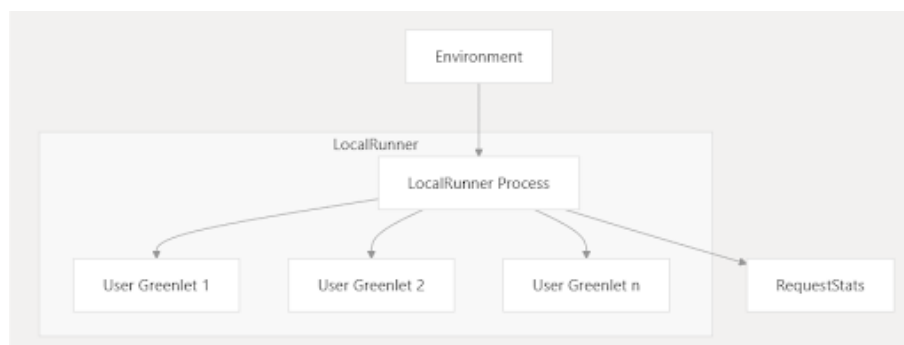 Environment
LocalRunner
LocalRunner Process
User Greenlet 1
User Greenlet 2
User Greenlet n
RequestStats